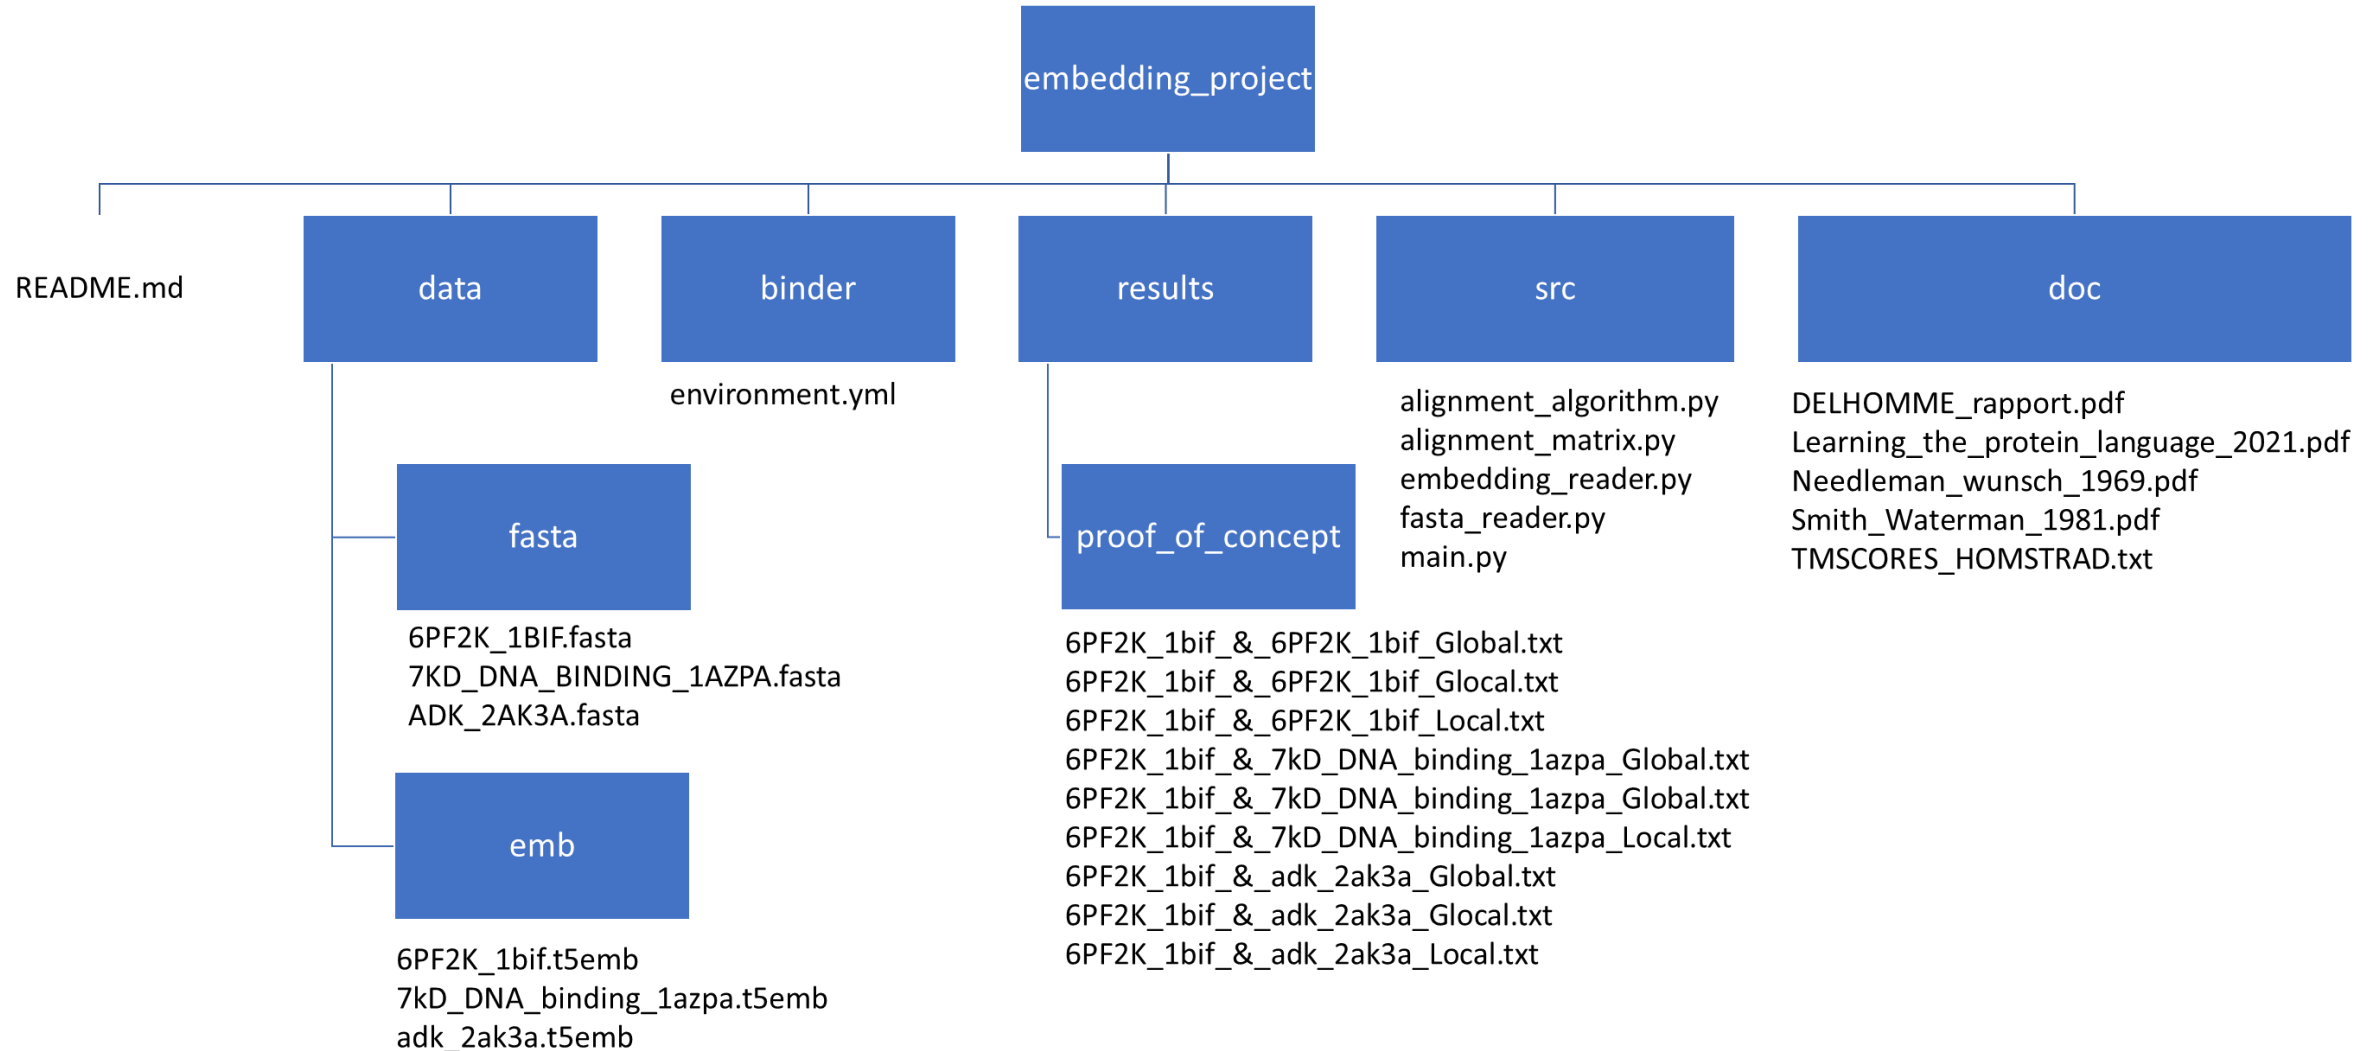 embedding_project
README.md
data
binder
results
src
doc
environment.yml
alignment_algorithm.py
alignment_matrix.py
embedding_reader.py
fasta_reader.py
main.py
DELHOMME_rapport.pdf
Learning_the_protein_language_2021.pdf
Needleman_wunsch_1969.pdf
Smith_Waterman_1981.pdf
TMSCORES_HOMSTRAD.txt
fasta
6PF2K_1BIF.fasta
7KD_DNA_BINDING_1AZPA.fasta
ADK_2AK3A.fasta
emb
6PF2K_1bif.t5emb
7kD_DNA_binding_1azpa.t5emb
adk_2ak3a.t5emb
proof_of_concept
6PF2K_1bif_&_6PF2K_1bif_Global.txt
6PF2K_1bif_&_6PF2K_1bif_Glocal.txt
6PF2K_1bif_&_6PF2K_1bif_Local.txt
6PF2K_1bif_&_7kD_DNA_binding_1azpa_Global.txt
6PF2K_1bif_&_7kD_DNA_binding_1azpa_Global.txt
6PF2K_1bif_&_7kD_DNA_binding_1azpa_Local.txt
6PF2K_1bif_&_adk_2ak3a_Global.txt
6PF2K_1bif_&_adk_2ak3a_Glocal.txt
6PF2K_1bif_&_adk_2ak3a_Local.txt